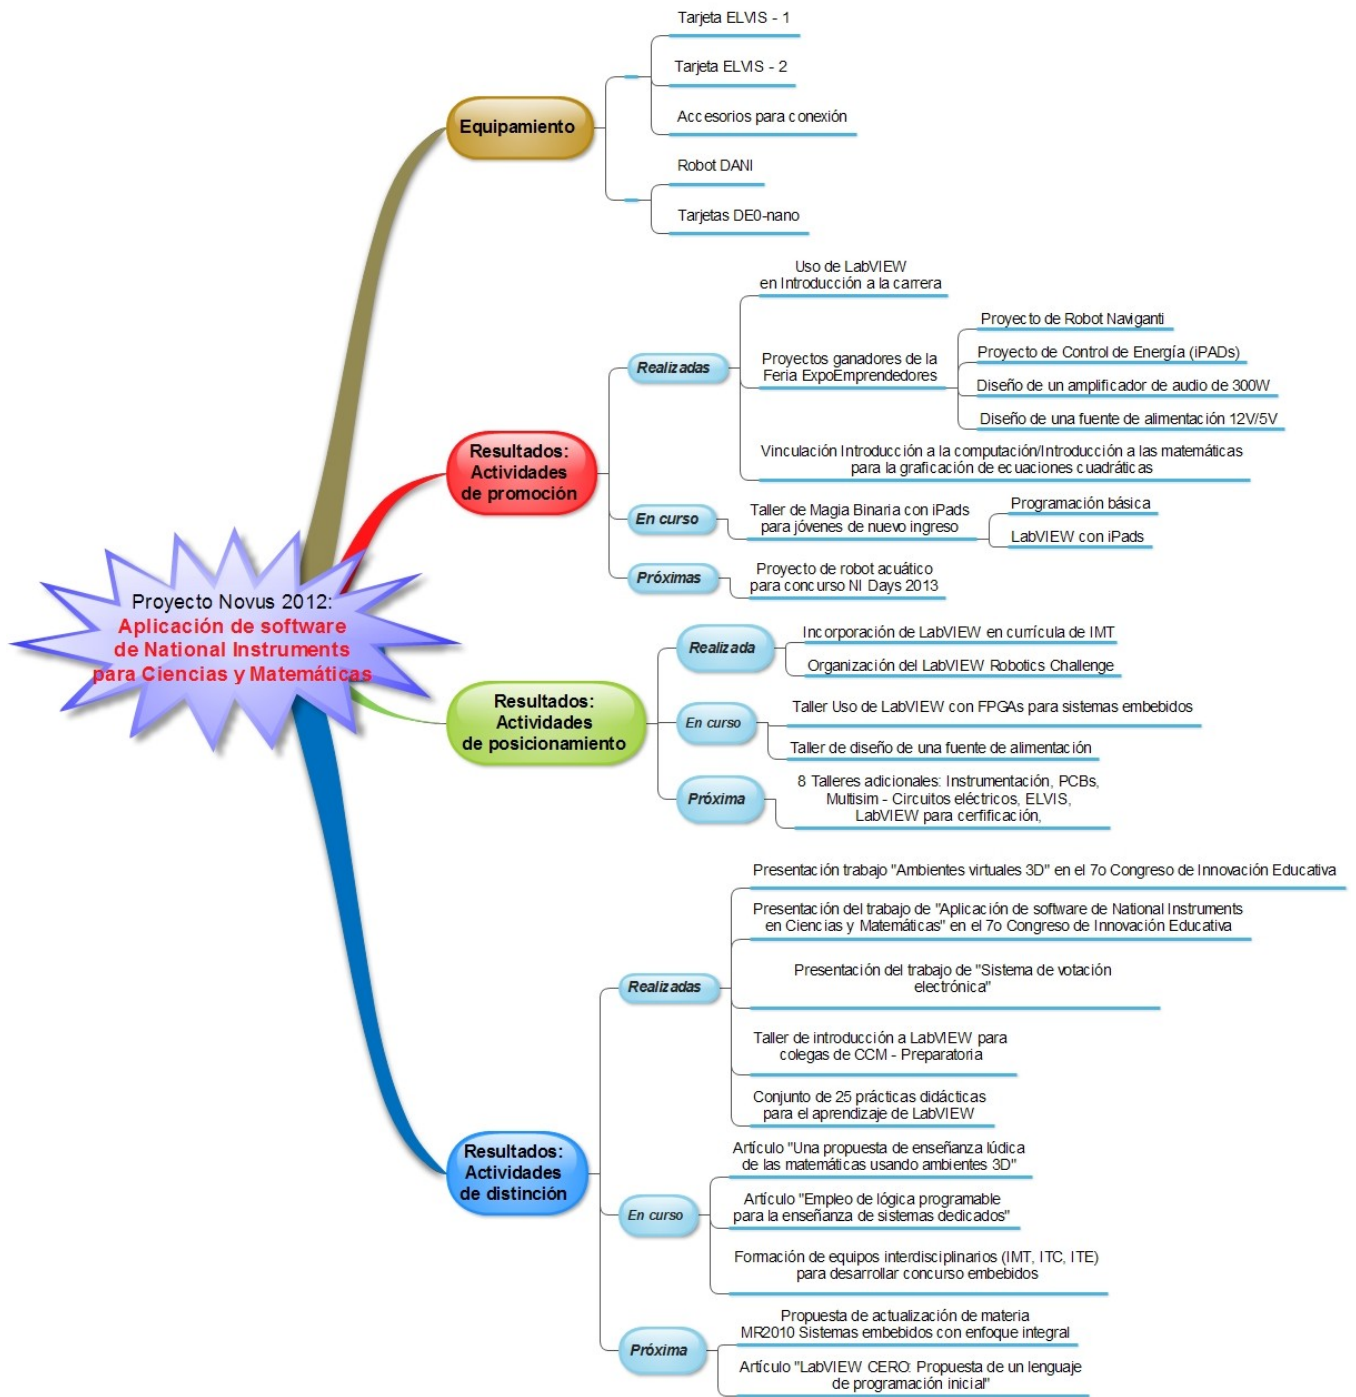 Tarjeta ELVIS - 1
Tarjeta ELVIS - 2
Accesorios para conexión
Equipamiento
Robot DANI
Tarjetas DE0-nano
Uso de LabVIEW
en Introducción a la carrera
Proyecto de Robot Naviganti
Proyecto de Control de Energía (iPADs)
Realizadas
Proyectos ganadores de la
Feria ExpoEmprendedores
Diseño de un amplificador de audio de 300W
Diseño de una fuente de alimentación 12V/5V
Resultados:
Actividades
de promoción
Vinculación Introducción a la computación/Introducción a las matemáticas
para la graficación de ecuaciones cuadráticas
En curso
Taller de Magia Binaria con iPads
para jóvenes de nuevo ingreso
Programación básica
LabVIEW con iPads
Próximas
Proyecto de robot acuático
para concurso NI Days 2013
Proyecto Novus 2012:
Aplicación de software
de National Instruments
para Ciencias y Matemáticas
Realizada
Incorporación de LabVIEW en currícula de IMT
Organización del LabVIEW Robotics Challenge
Resultados:
Actividades
de posicionamiento
En curso
Taller Uso de LabVIEW con FPGAs para sistemas embebidos
Taller de diseño de una fuente de alimentación
Próxima
8 Talleres adicionales: Instrumentación, PCBs,
Multisim - Circuitos eléctricos, ELVIS,
LabVIEW para cerfificación,
Presentación trabajo "Ambientes virtuales 3D" en el 7o Congreso de Innovación Educativa
Presentación del trabajo de "Aplicación de software de National Instruments
en Ciencias y Matemáticas" en el 7o Congreso de Innovación Educativa
Realizadas
Presentación del trabajo de "Sistema de votación
electrónica"
Taller de introducción a LabVIEW para
colegas de CCM - Preparatoria
Conjunto de 25 prácticas didácticas
para el aprendizaje de LabVIEW
Resultados:
Actividades
de distinción
Artículo "Una propuesta de enseñanza lúdica
de las matemáticas usando ambientes 3D"
En curso
Artículo "Empleo de lógica programable
para la enseñanza de sistemas dedicados"
Formación de equipos interdisciplinarios (IMT, ITC, ITE)
para desarrollar concurso embebidos
Próxima
Propuesta de actualización de materia
MR2010 Sistemas embebidos con enfoque integral
Artículo "LabVIEW CERO: Propuesta de un lenguaje
de programación inicial"